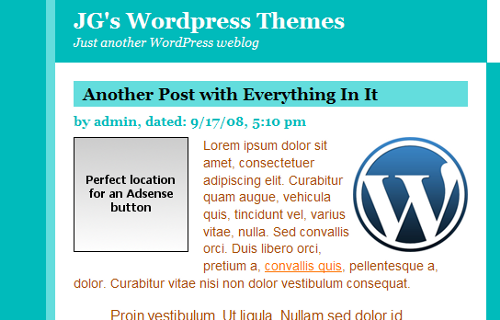 JG's Wordpress Themes
Just another WordPress weblog
Another Post with Everything In It
by admin, dated: 9/17/08, 5:10 pm
Perfect location
for an Adsense
button
Lorem ipsum dolor sit
amet, consectetuer
adipiscing elit. Curabitur
quam augue, vehicula
quis, tincidunt vel, varius
vitae, nulla. Sed convallis
orci. Duis libero orci,
pretium a, convallis quis, pellentesque a,
dolor. Curabitur vitae nisi non dolor vestibulum consequat.
W
Proin vestibulum. Ut ligula. Nullam sed dolor id